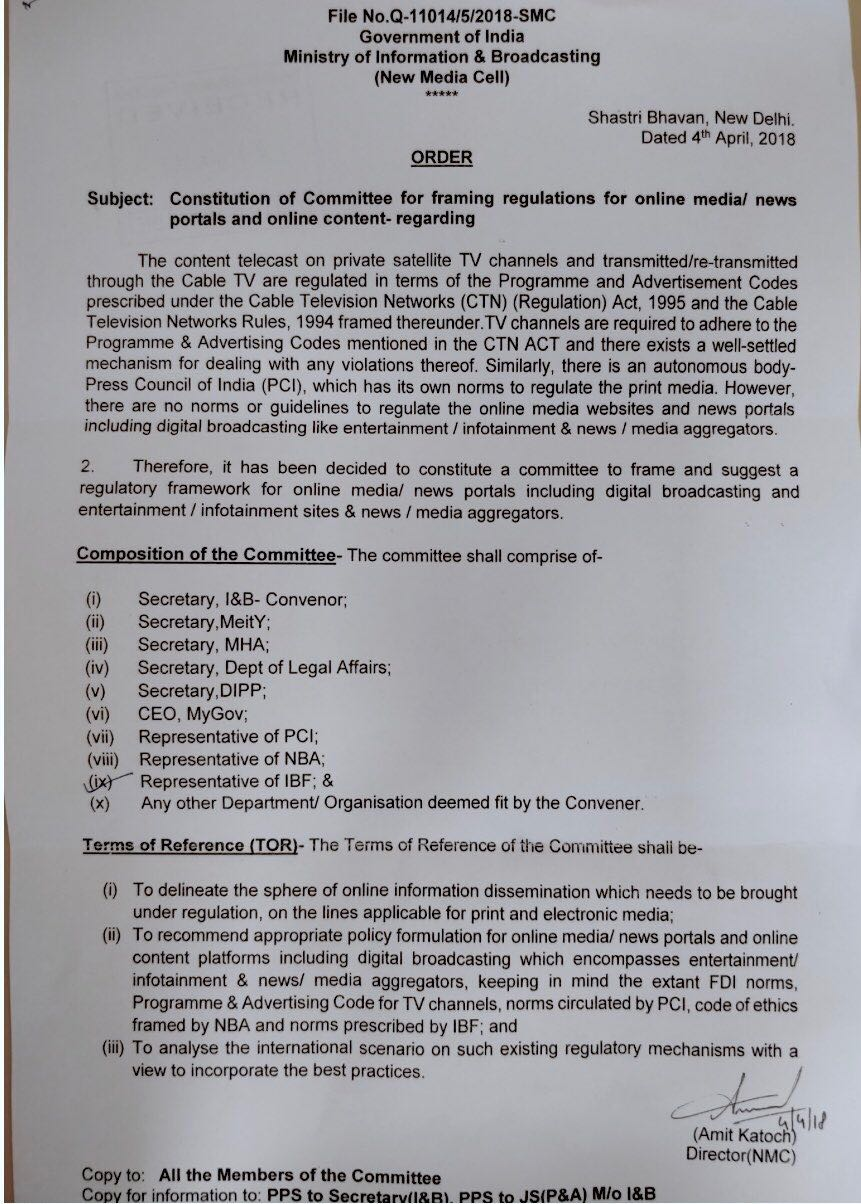 File No.Q-11014/5/2018-SMC
Government of India
Ministry of Information & Broadcasting
(New Media Cell)
*****
Shastri Bhavan, New Delhi.
Dated 4th April, 2018
ORDER
Subject: Constitution of Committee for framing regulations for online media/ news
portals and online content- regarding
The content telecast on private satellite TV channels and transmitted/re-transmitted
through the Cable TV are regulated in terms of the Programme and Advertisement Codes
prescribed under the Cable Television Networks (CTN) (Regulation) Act, 1995 and the Cable
Television Networks Rules, 1994 framed thereunder.TV channels are required to adhere to the
Programme & Advertising Codes mentioned in the CTN ACT and there exists a well-settled
mechanism for dealing with any violations thereof. Similarly, there is an autonomous body-
Press Council of India (PCI), which has its own norms to regulate the print media. However,
there are no norms or guidelines to regulate the online media websites and news portals
including digital broadcasting like entertainment / infotainment & news / media aggregators.
2. Therefore, it has been decided to constitute a committee to frame and suggest a
regulatory framework for online media/ news portals including digital broadcasting and
entertainment / infotainment sites & news / media aggregators.
Composition of the Committee- The committee shall comprise of-
(i) Secretary, I&B- Convenor;
(ii) Secretary,MeitY;
(iii) Secretary, MHA;
(iv) Secretary, Dept of Legal Affairs;
(v) Secretary,DIPP;
(vi) CEO, MyGov;
(vii) Representative of PCI;
(viii) Representative of NBA;
(ix) Representative of IBF; &
(x) Any other Department/ Organisation deemed fit by the Convener.
Terms of Reference (TOR)- The Terms of Reference of the Committee shall be-
(i) To delineate the sphere of online information dissemination which needs to be brought
under regulation, on the lines applicable for print and electronic media;
(ii) To recommend appropriate policy formulation for online media/ news portals and online
content platforms including digital broadcasting which encompasses entertainment/
infotainment & news/ media aggregators, keeping in mind the extant FDI norms,
Programme & Advertising Code for TV channels, norms circulated by PCI, code of ethics
framed by NBA and norms prescribed by IBF; and
(iii) To analyse the international scenario on such existing regulatory mechanisms with a
view to incorporate the best practices.
4/4/18
(Amit Katoch)
Director(NMC)
Copy to: All the Members of the Committee
Copy for information to: PPS to Secretary(I&B), PPS to JS(P&A) M/o I&B